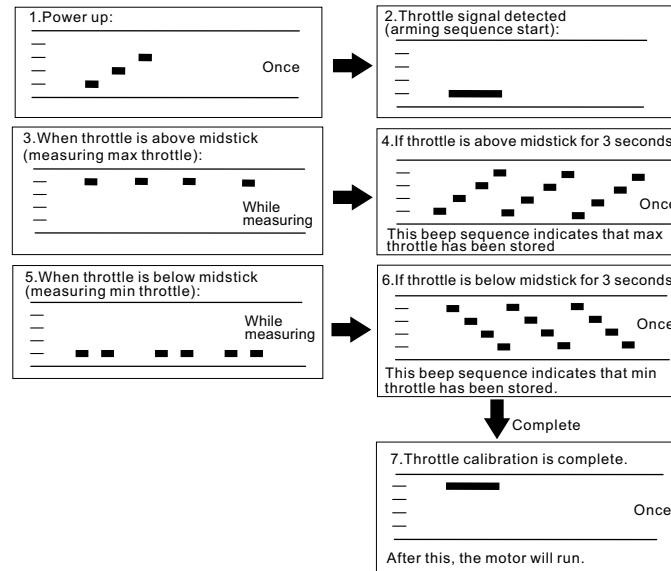 1.Power up:
Once
2.Throttle signal detected
(arming sequence start):
3.When throttle is above midstick
(measuring max throttle):
While
measuring
4.If throttle is above midstick for 3 seconds
Once
This beep sequence indicates that max
throttle has been stored
5.When throttle is below midstick
(measuring min throttle):
While
measuring
6.If throttle is below midstick for 3 seconds
Once
This beep sequence indicates that min
throttle has been stored.
Complete
7.Throttle calibration is complete.
Once
After this, the motor will run.